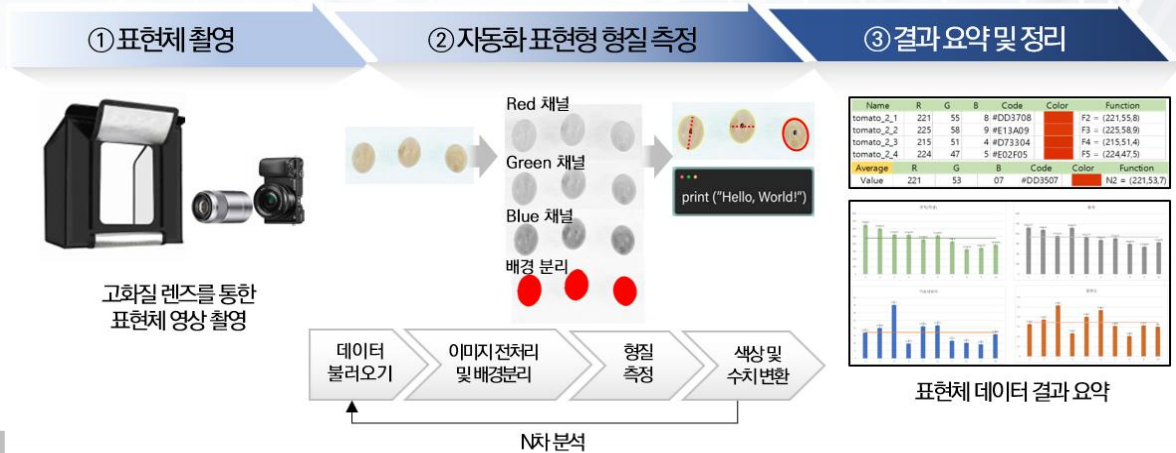 ① 표현체 촬영
② 자동화 표현형 형질 측정
③ 결과 요약 및 정리
고화질 렌즈를 통한
표현체 영상 촬영
Red 채널
Green 채널
Blue 채널
배경 분리
print ("Hello, World!")
데이터
불러오기
이미지 전처리
및 배경분리
형질
측정
색상 및
수치 변환
N차 분석
Name R G B Code Color Function
tomato_2_1 221 55 8 #DD3708 F2 = (221,55,8)
tomato_2_2 225 58 9 #E13A09 F3 = (225,58,9)
tomato_2_3 215 51 4 #D73304 F4 = (215,51,4)
tomato_2_4 224 47 5 #E02F05 F5 = (224,47,5)
Average R G B Code Color Function
Value 221 53 07 #DD3507 N2 = (221,53,7)
표현체 데이터 결과 요약